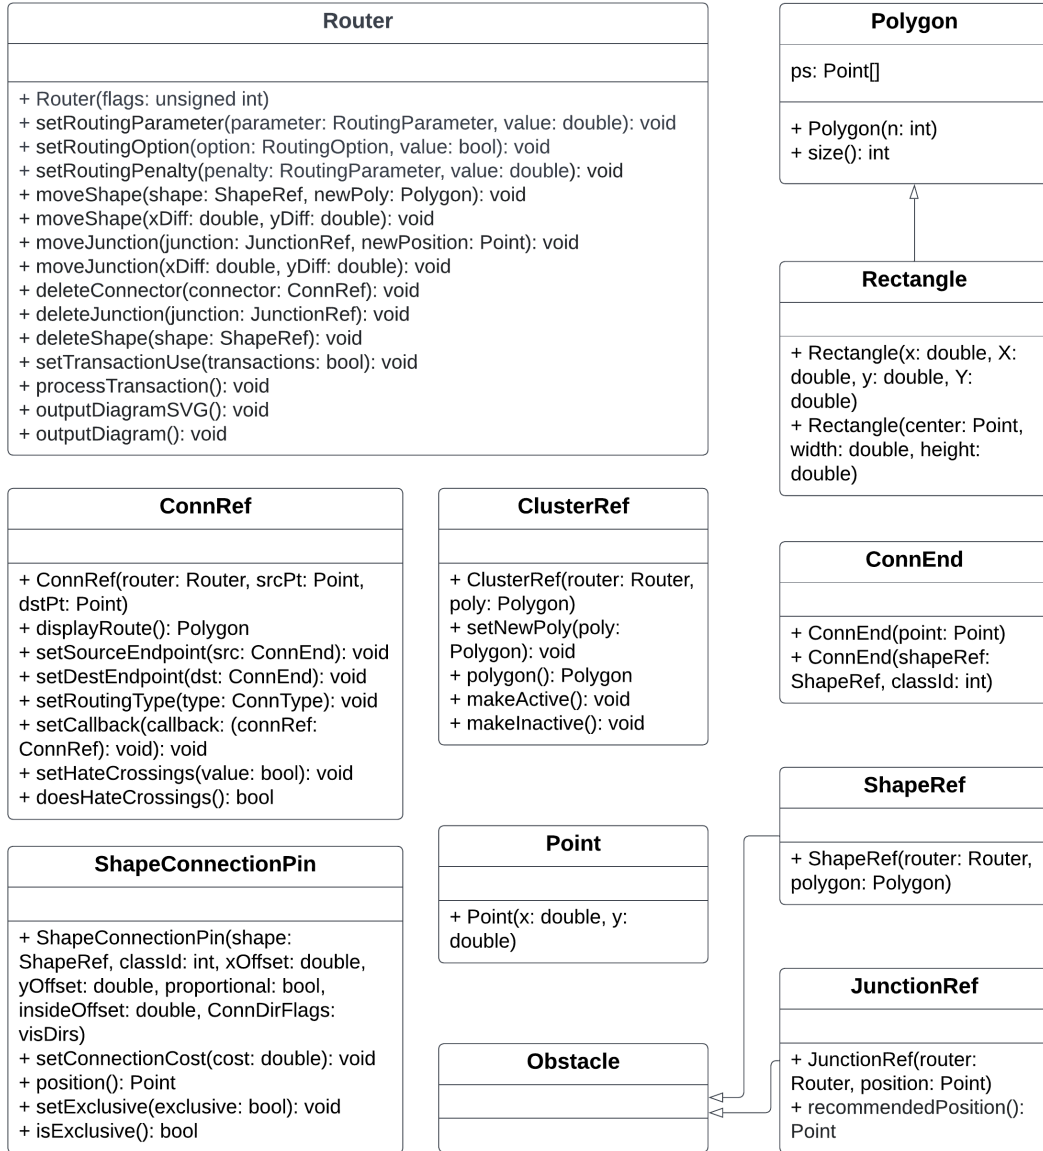 Router
+ Router(flags: unsigned int)
+ setRoutingParameter(parameter: RoutingParameter, value: double): void
+ setRoutingOption(option: RoutingOption, value: bool): void
+ setRoutingPenalty(penalty: RoutingParameter, value: double): void
+ moveShape(shape: ShapeRef, newPoly: Polygon): void
+ moveShape(xDiff: double, yDiff: double): void
+ moveJunction(junction: JunctionRef, newPosition: Point): void
+ moveJunction(xDiff: double, yDiff: double): void
+ deleteConnector(connector: ConnRef): void
+ deleteJunction(junction: JunctionRef): void
+ deleteShape(shape: ShapeRef): void
+ setTransactionUse(transactions: bool): void
+ processTransaction(): void
+ outputDiagramSVG(): void
+ outputDiagram(): void
Polygon
ps: Point[]
+ Polygon(n: int)
+ size(): int
Rectangle
+ Rectangle(x: double, X:
double, y: double, Y:
double)
+ Rectangle(center: Point,
width: double, height:
double)
ConnRef
+ ConnRef(router: Router, srcPt: Point,
dstPt: Point)
+ displayRoute(): Polygon
+ setSourceEndpoint(src: ConnEnd): void
+ setDestEndpoint(dst: ConnEnd): void
+ setRoutingType(type: ConnType): void
+ setCallback(callback: (connRef:
ConnRef): void): void
+ setHateCrossings(value: bool): void
+ doesHateCrossings(): bool
ClusterRef
+ ClusterRef(router: Router,
poly: Polygon)
+ setNewPoly(poly:
Polygon): void
+ polygon(): Polygon
+ makeActive(): void
+ makeInactive(): void
ConnEnd
+ ConnEnd(point: Point)
+ ConnEnd(shapeRef:
ShapeRef, classId: int)
ShapeConnectionPin
+ ShapeConnectionPin(shape:
ShapeRef, classId: int, xOffset: double,
yOffset: double, proportional: bool,
insideOffset: double, ConnDirFlags:
visDirs)
+ setConnectionCost(cost: double): void
+ position(): Point
+ setExclusive(exclusive: bool): void
+ isExclusive(): bool
Point
+ Point(x: double, y:
double)
ShapeRef
+ ShapeRef(router: Router,
polygon: Polygon)
Obstacle
JunctionRef
+ JunctionRef(router:
Router, position: Point)
+ recommendedPosition():
Point